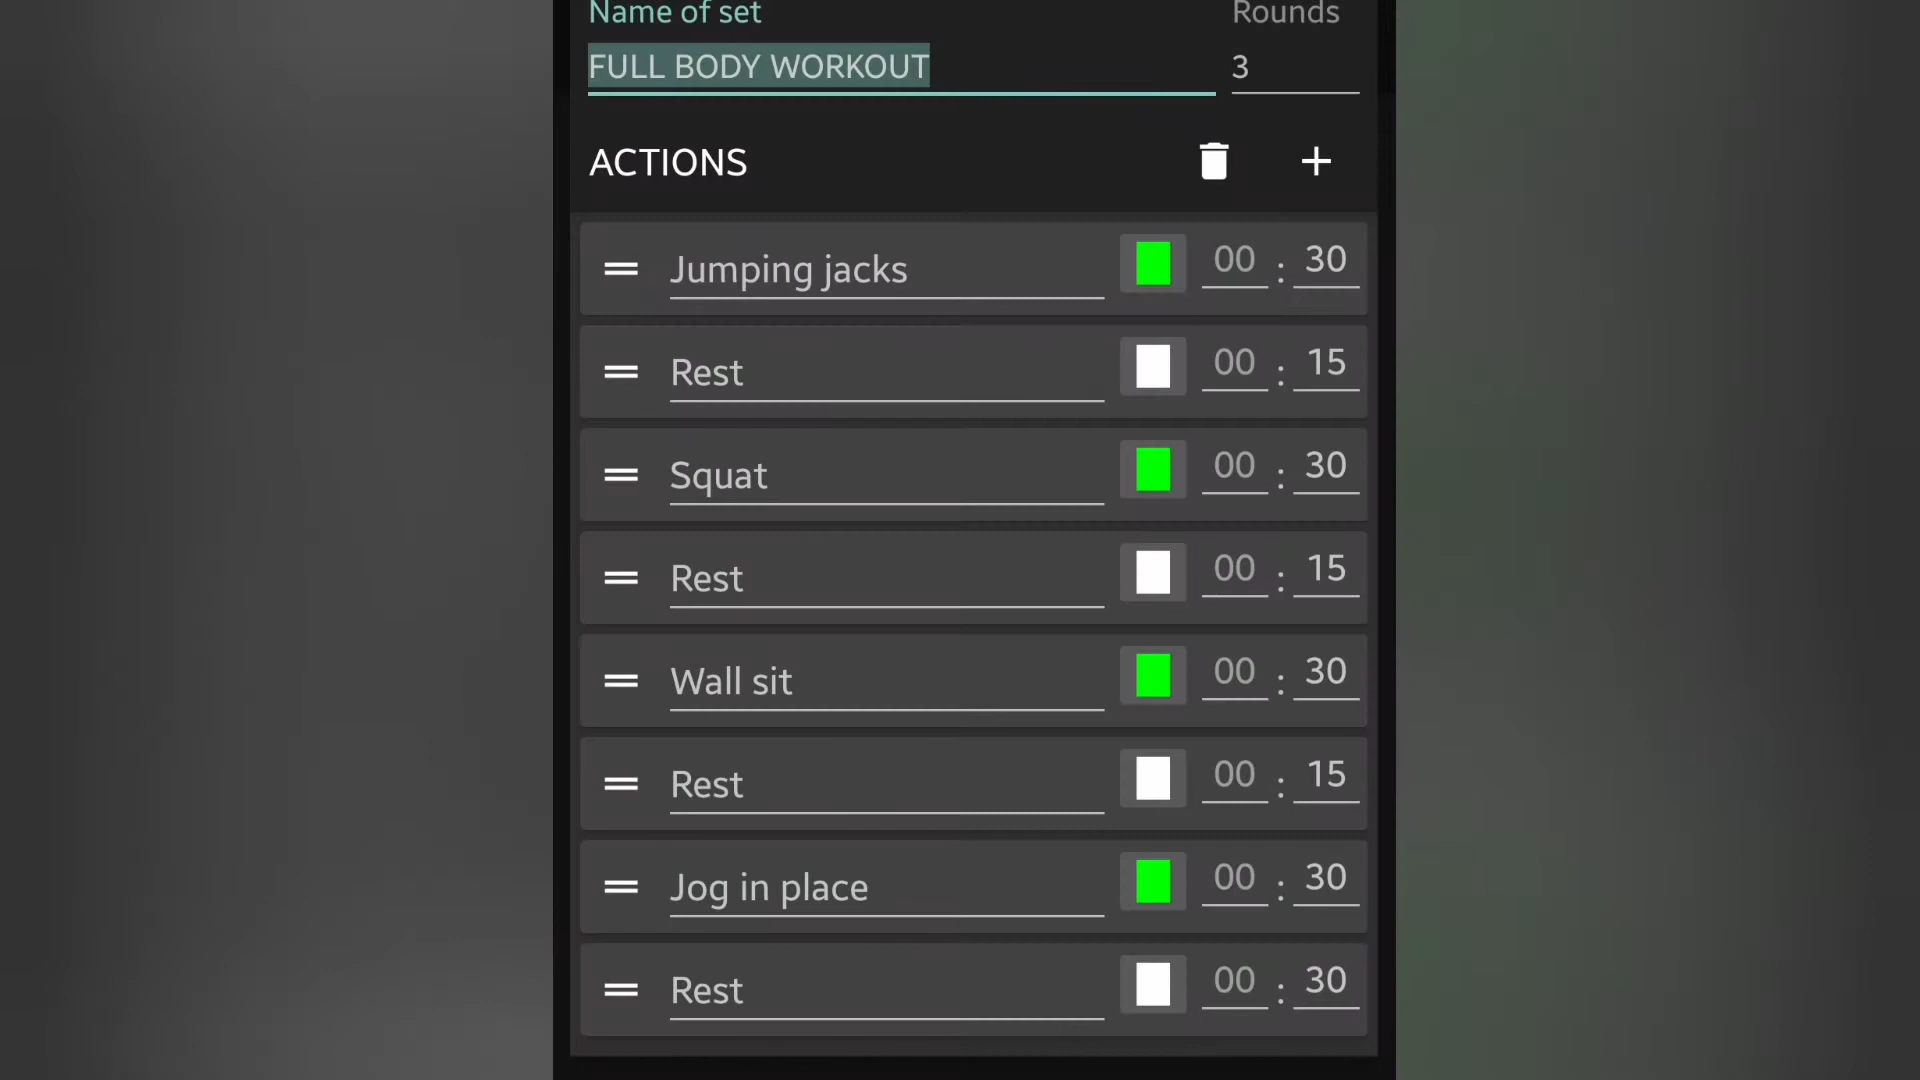 Name of set Rounds
FULL BODY WORKOUT 3
ACTIONS
Jumping jacks 00 : 30
Rest 00 : 15
Squat 00 : 30
Rest 00 : 15
Wall sit 00 : 30
Rest 00 : 15
Jog in place 00 : 30
Rest 00 : 30